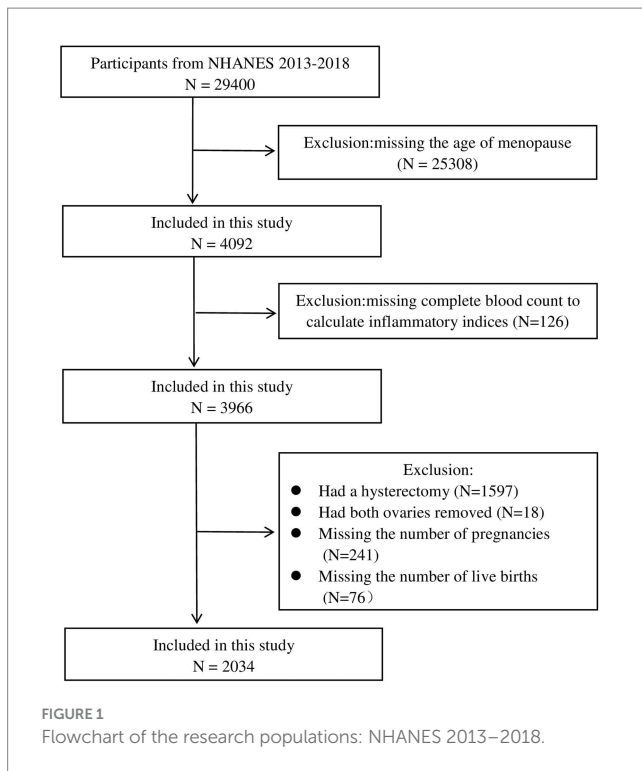 Participants from NHANES 2013-2018
N = 29400
Exclusion:missing the age of menopause
(N = 25308)
Included in this study
N = 4092
Exclusion:missing complete blood count to
calculate inflammatory indices (N=126)
Included in this study
N = 3966
Exclusion:
● Had a hysterectomy (N=1597)
● Had both ovaries removed (N=18)
● Missing the number of pregnancies
(N=241)
● Missing the number of live births
(N=76）
Included in this study
N = 2034
FIGURE 1
Flowchart of the research populations: NHANES 2013–2018.